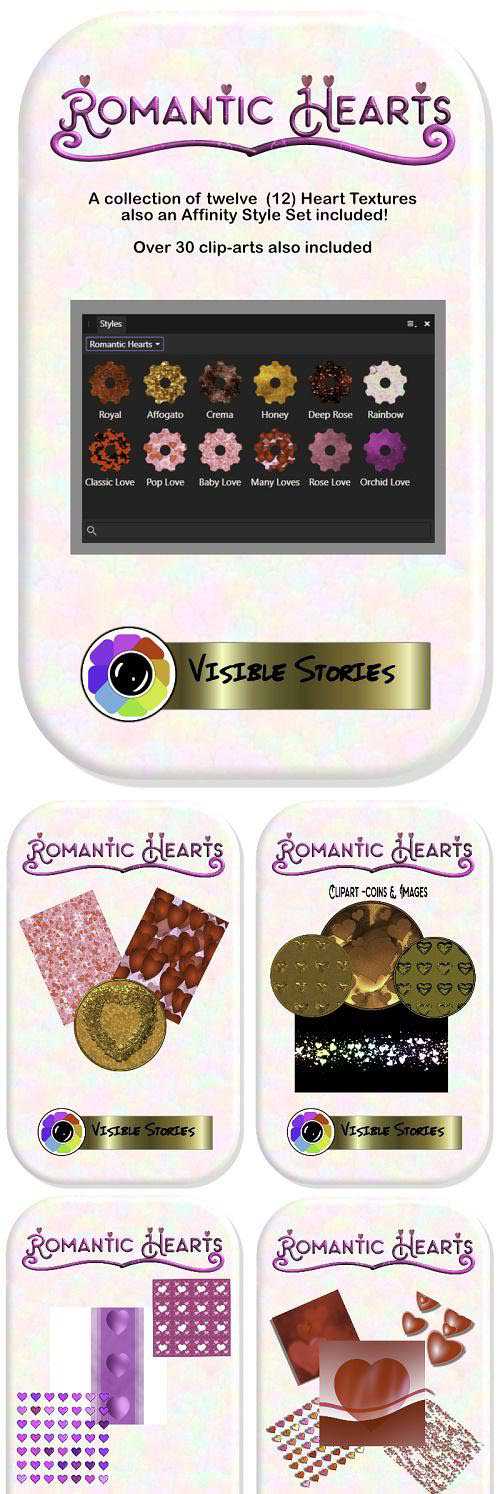 Romantic Hearts
A collection of twelve  (12) Heart Textures
also an Affinity Style Set included!
Over 30 clip-arts also included
Styles
Romantic Hearts
Royal Affogato Crema Honey Deep Rose Rainbow
Classic Love Pop Love Baby Love Many Loves Rose Love Orchid Love
Visible Stories
Romantic Hearts
Visible Stories
Romantic Hearts
Clipart -coins & Images
Visible Stories
Romantic Hearts
Romantic Hearts